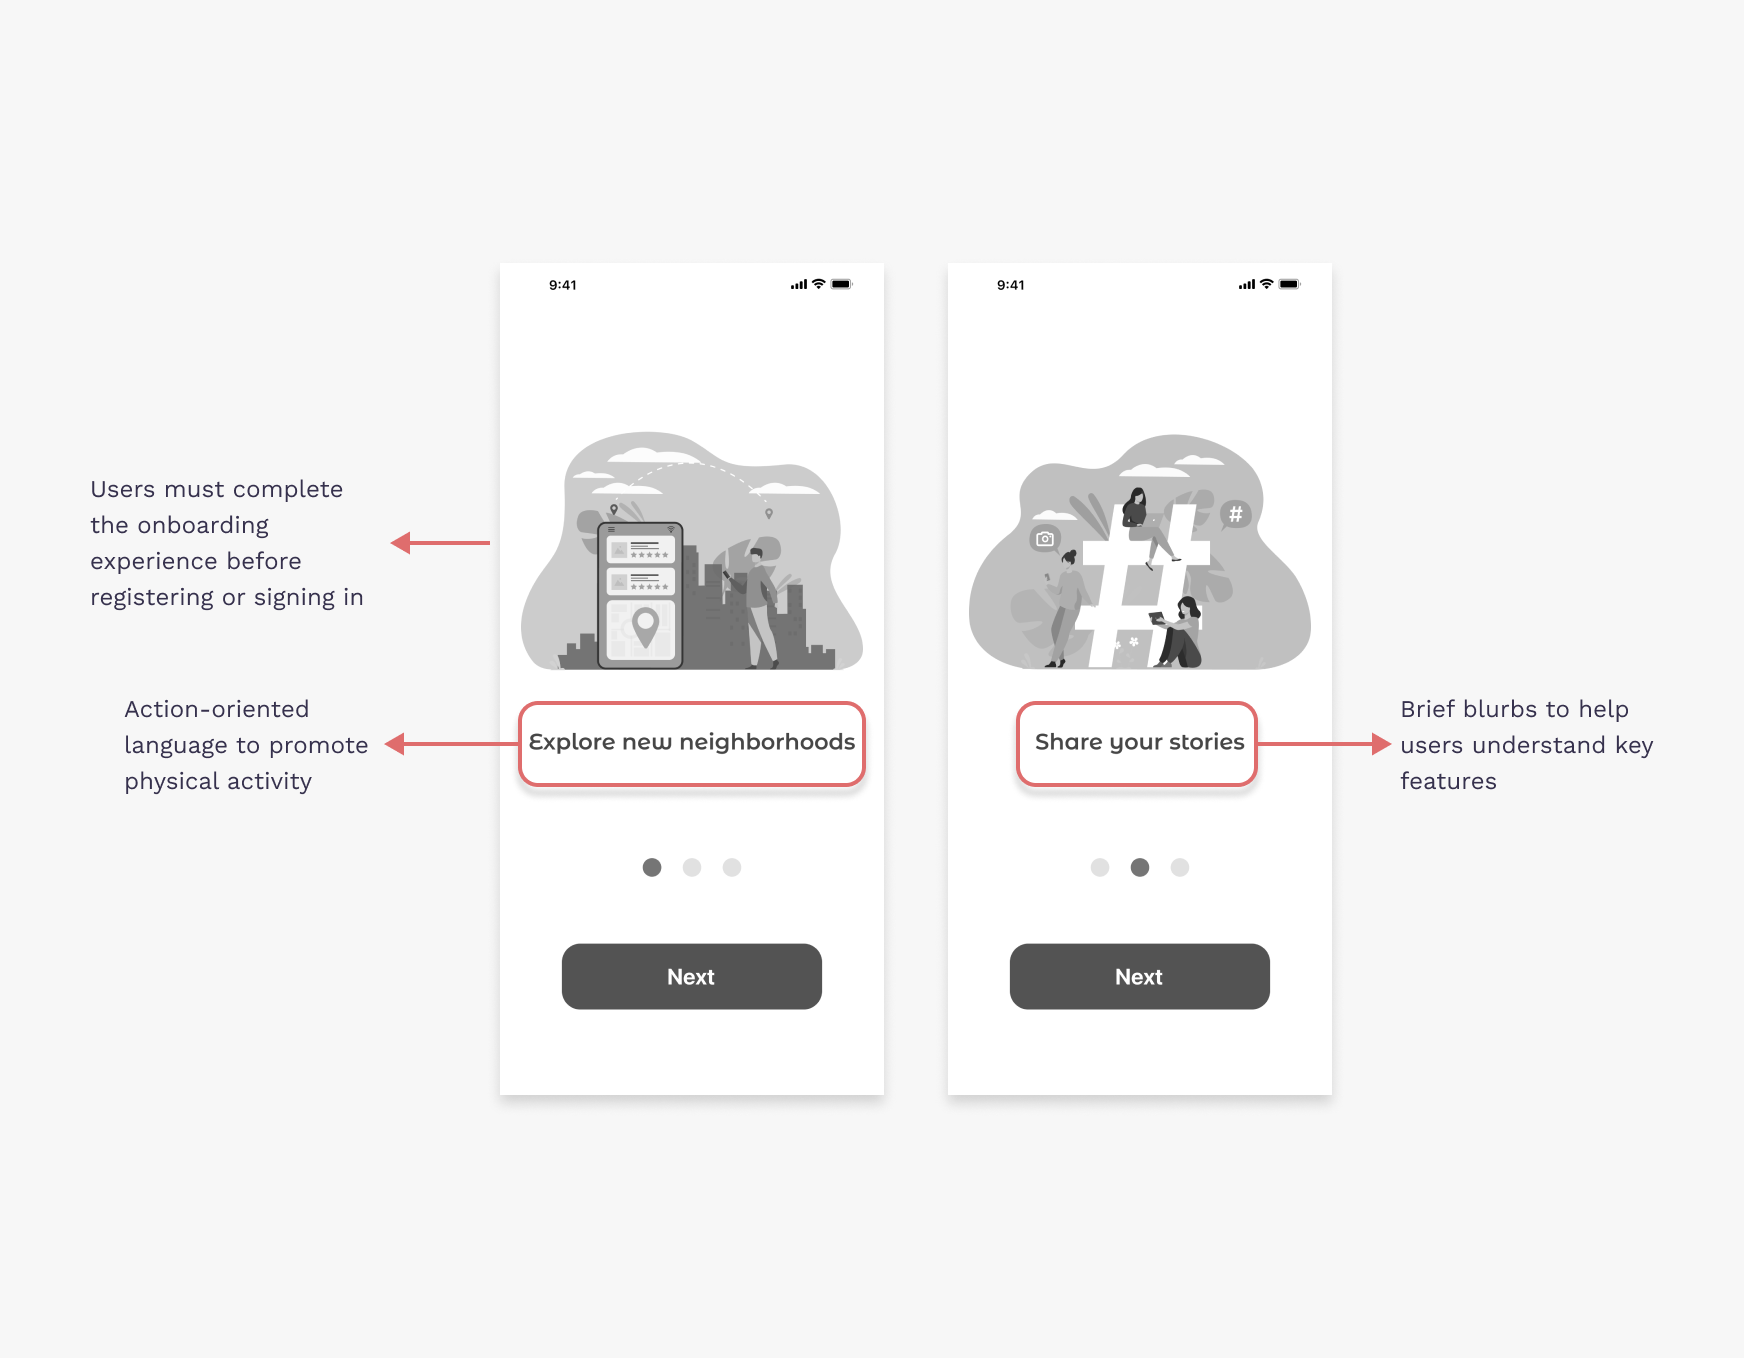 9:41
9:41
Users must complete
the onboarding
experience before
registering or signing in
#
Action-oriented
language to promote
physical activity
Explore new neighborhoods
Share your stories
Brief blurbs to help
users understand key
features
Next
Next